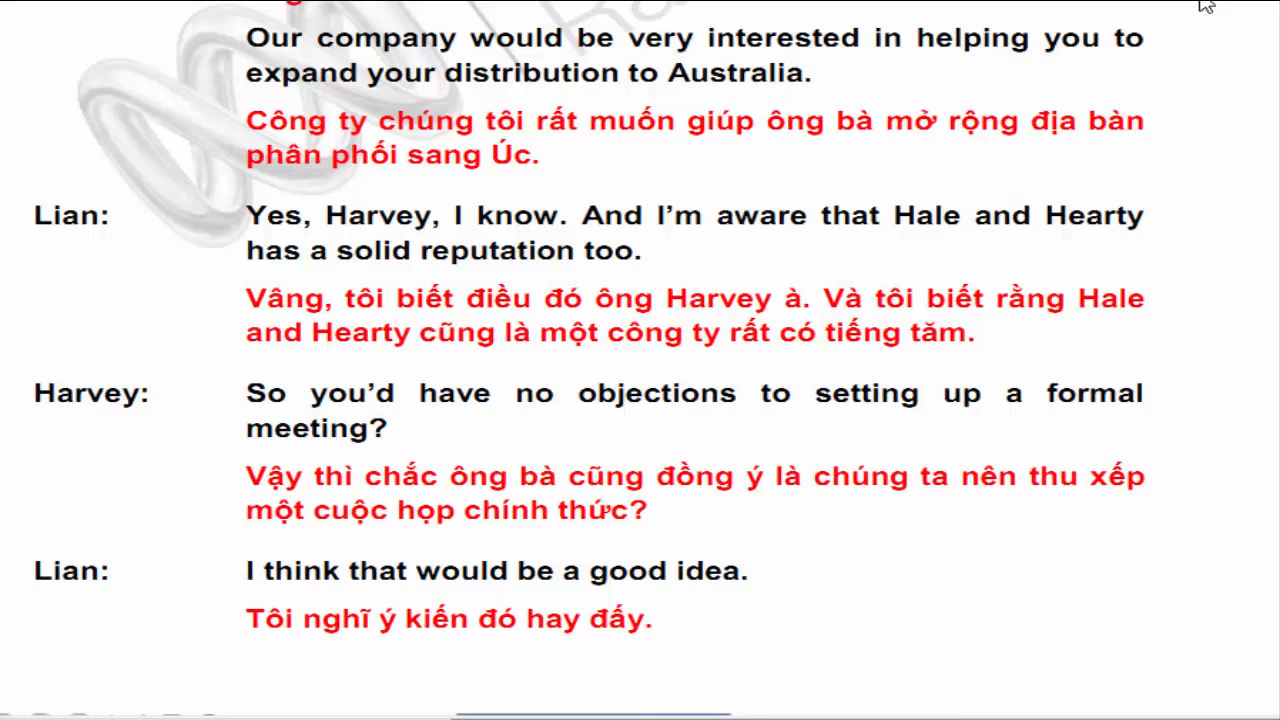 Our company would be very interested in helping you to
expand your distribution to Australia.
Công ty chúng tôi rất muốn giúp ông bà mở rộng địa bàn
phân phối sang Úc.
Lian: Yes, Harvey, I know. And I’m aware that Hale and Hearty
has a solid reputation too.
Vâng, tôi biết điều đó ông Harvey à. Và tôi biết rằng Hale
and Hearty cũng là một công ty rất có tiếng tăm.
Harvey: So you’d have no objections to setting up a formal
meeting?
Vậy thì chắc ông bà cũng đồng ý là chúng ta nên thu xếp
một cuộc họp chính thức?
Lian: I think that would be a good idea.
Tôi nghĩ ý kiến đó hay đấy.